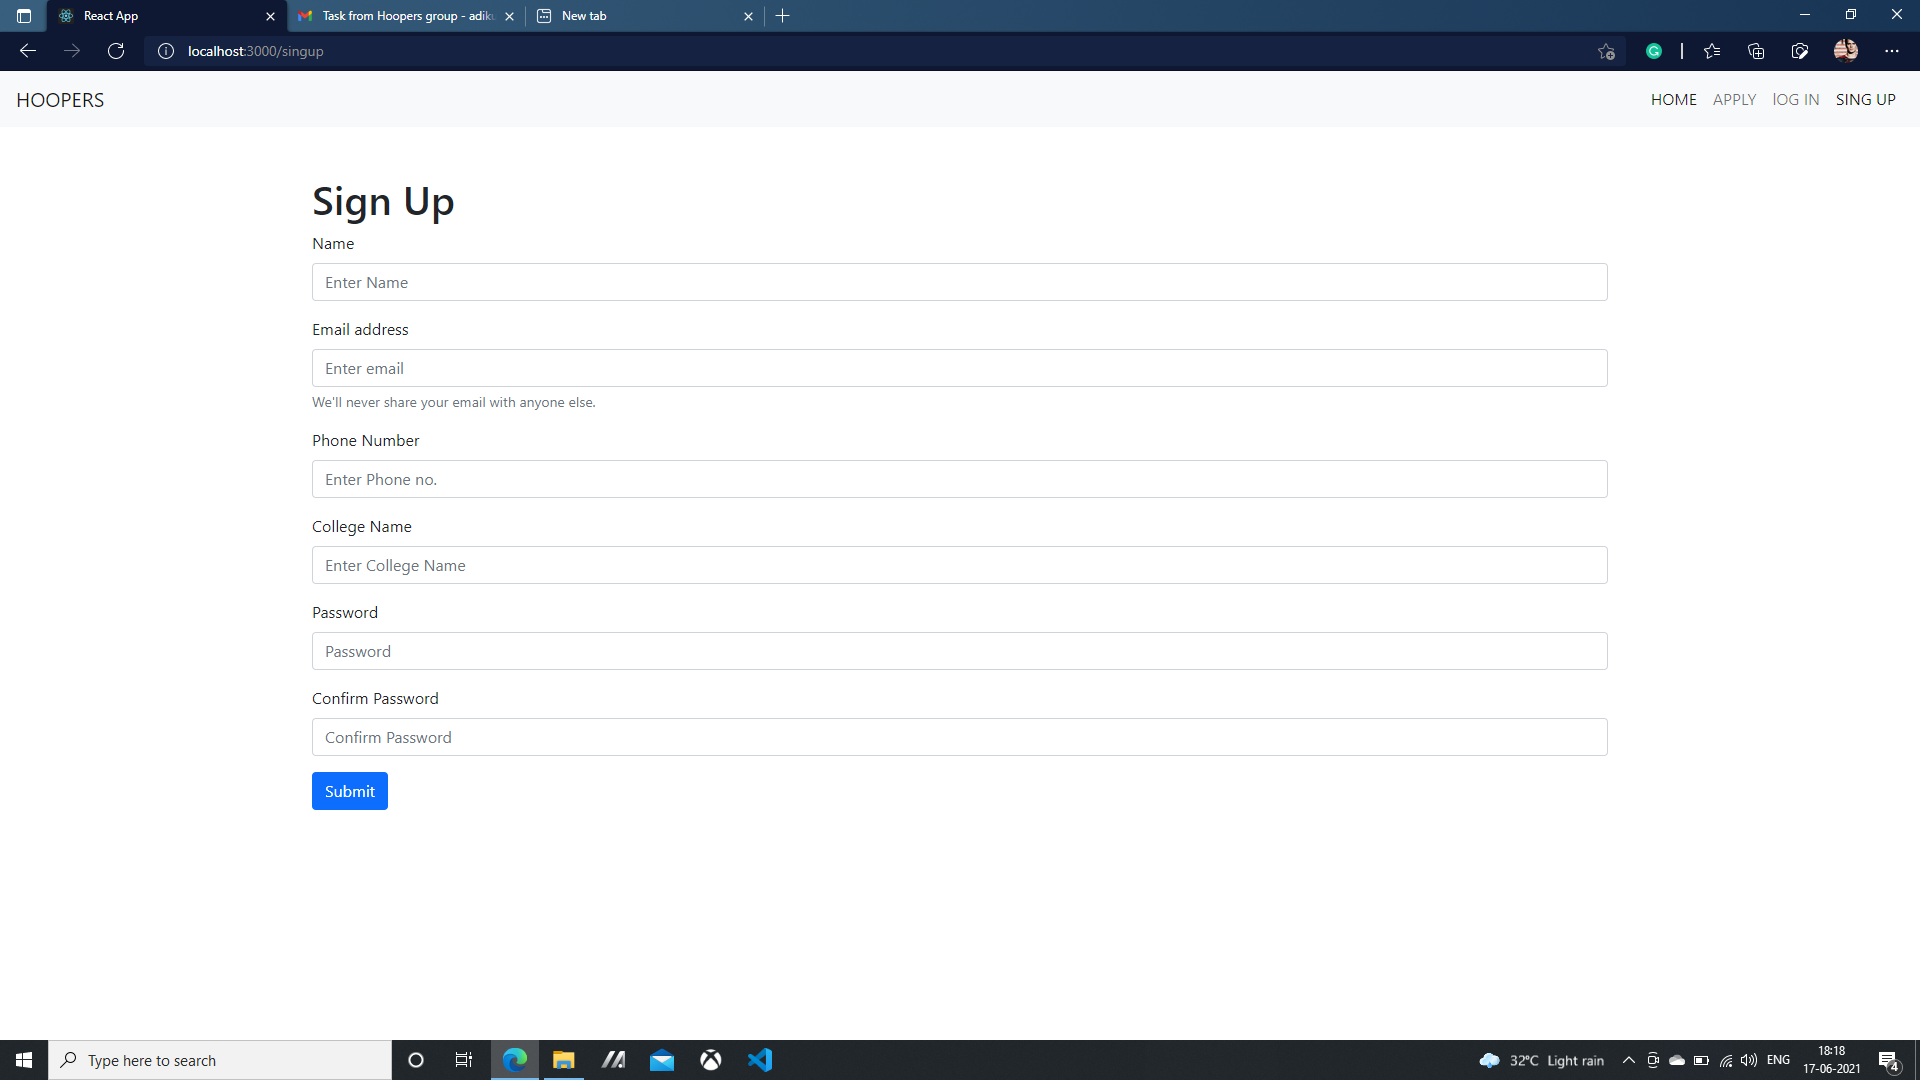 React App
Task from Hoopers group - adiku
New tab
localhost:3000/singup
HOOPERS
HOME APPLY lOG IN SING UP
Sign Up
Name
Enter Name
Email address
Enter email
We'll never share your email with anyone else.
Phone Number
Enter Phone no.
College Name
Enter College Name
Password
Password
Confirm Password
Confirm Password
Submit
Type here to search
32°C Light rain
ENG
18:18
17-06-2021
4